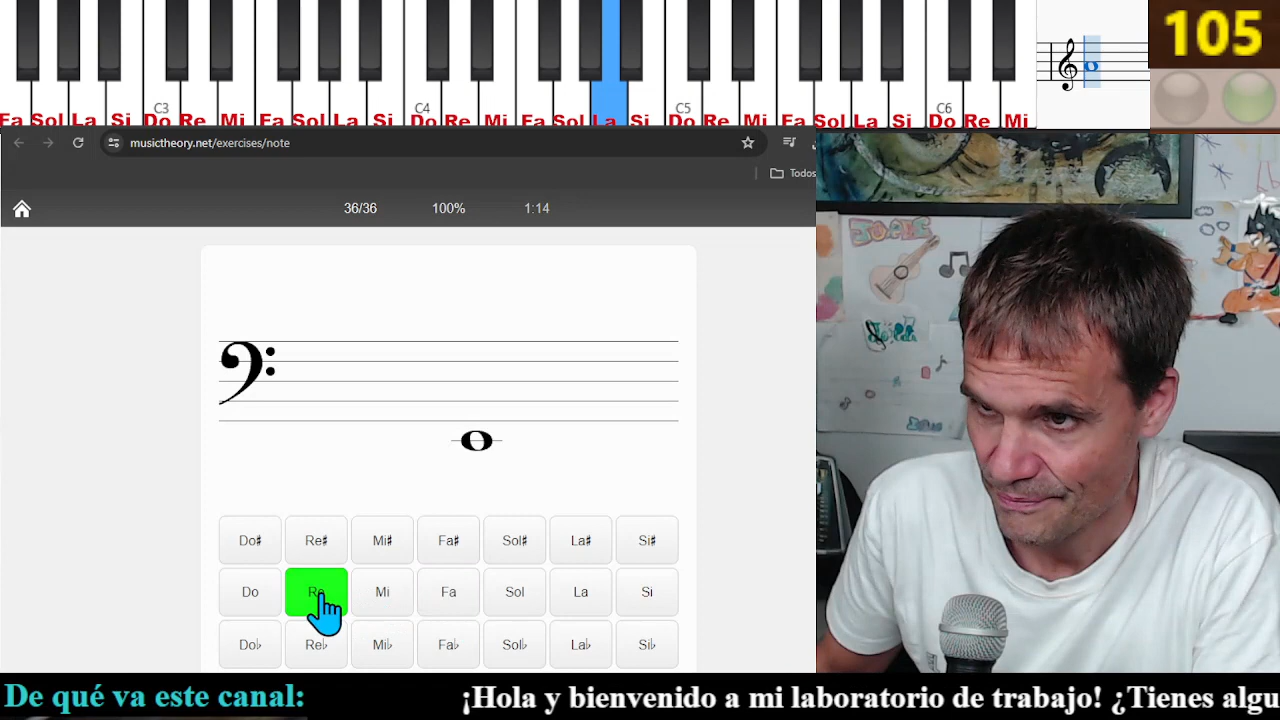 105
C3 C4 C5 C6
Fa Sol La Si Do Re Mi Fa Sol La Si Do Re Mi Fa Sol La Si Do Re Mi Fa Sol La Si Do Re Mi
musictheory.net/exercises/note
Todos
36/36 100% 1:14
Do♯ Re♯ Mi♯ Fa♯ Sol♯ La♯ Si♯
Do Re Mi Fa Sol La Si
Do♭ Re♭ Mi♭ Fa♭ Sol♭ La♭ Si♭
De qué va este canal: ¡Hola y bienvenido a mi laboratorio de trabajo! ¿Tienes algu